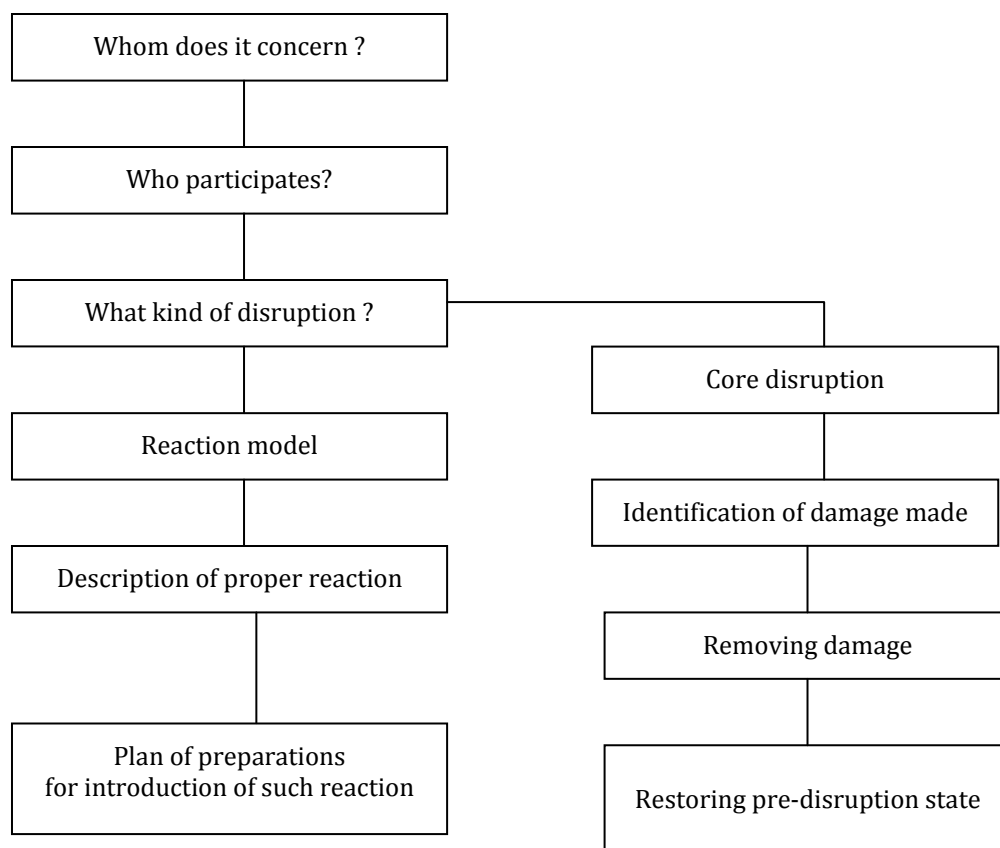 Whom does it concern ?
Who participates?
What kind of disruption ?
Reaction model
Description of proper reaction
Plan of preparations
for introduction of such reaction
Core disruption
Identification of damage made
Removing damage
Restoring pre-disruption state